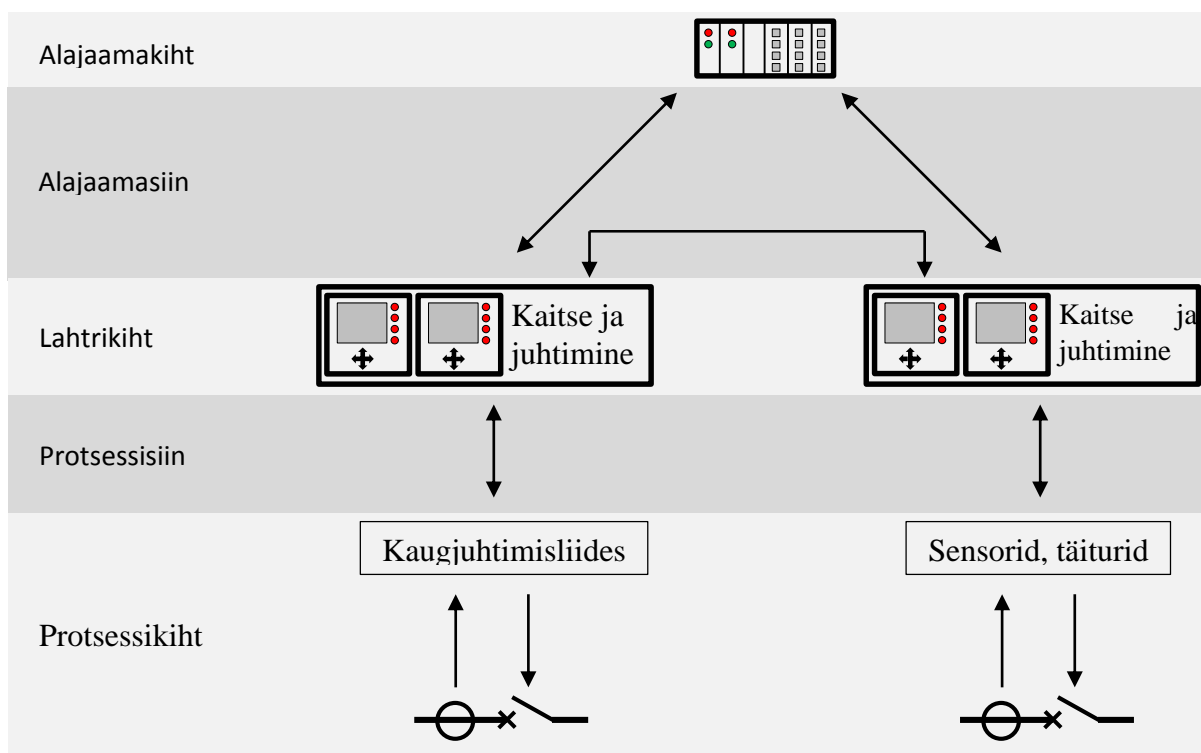 Alajaamakiht
Alajaamasiin
Lahtrikiht
Kaitse ja
juhtimine
Kaitse ja
juhtimine
Protsessisiin
Kaugjuhtimisliides
Sensorid, täiturid
Protsessikiht